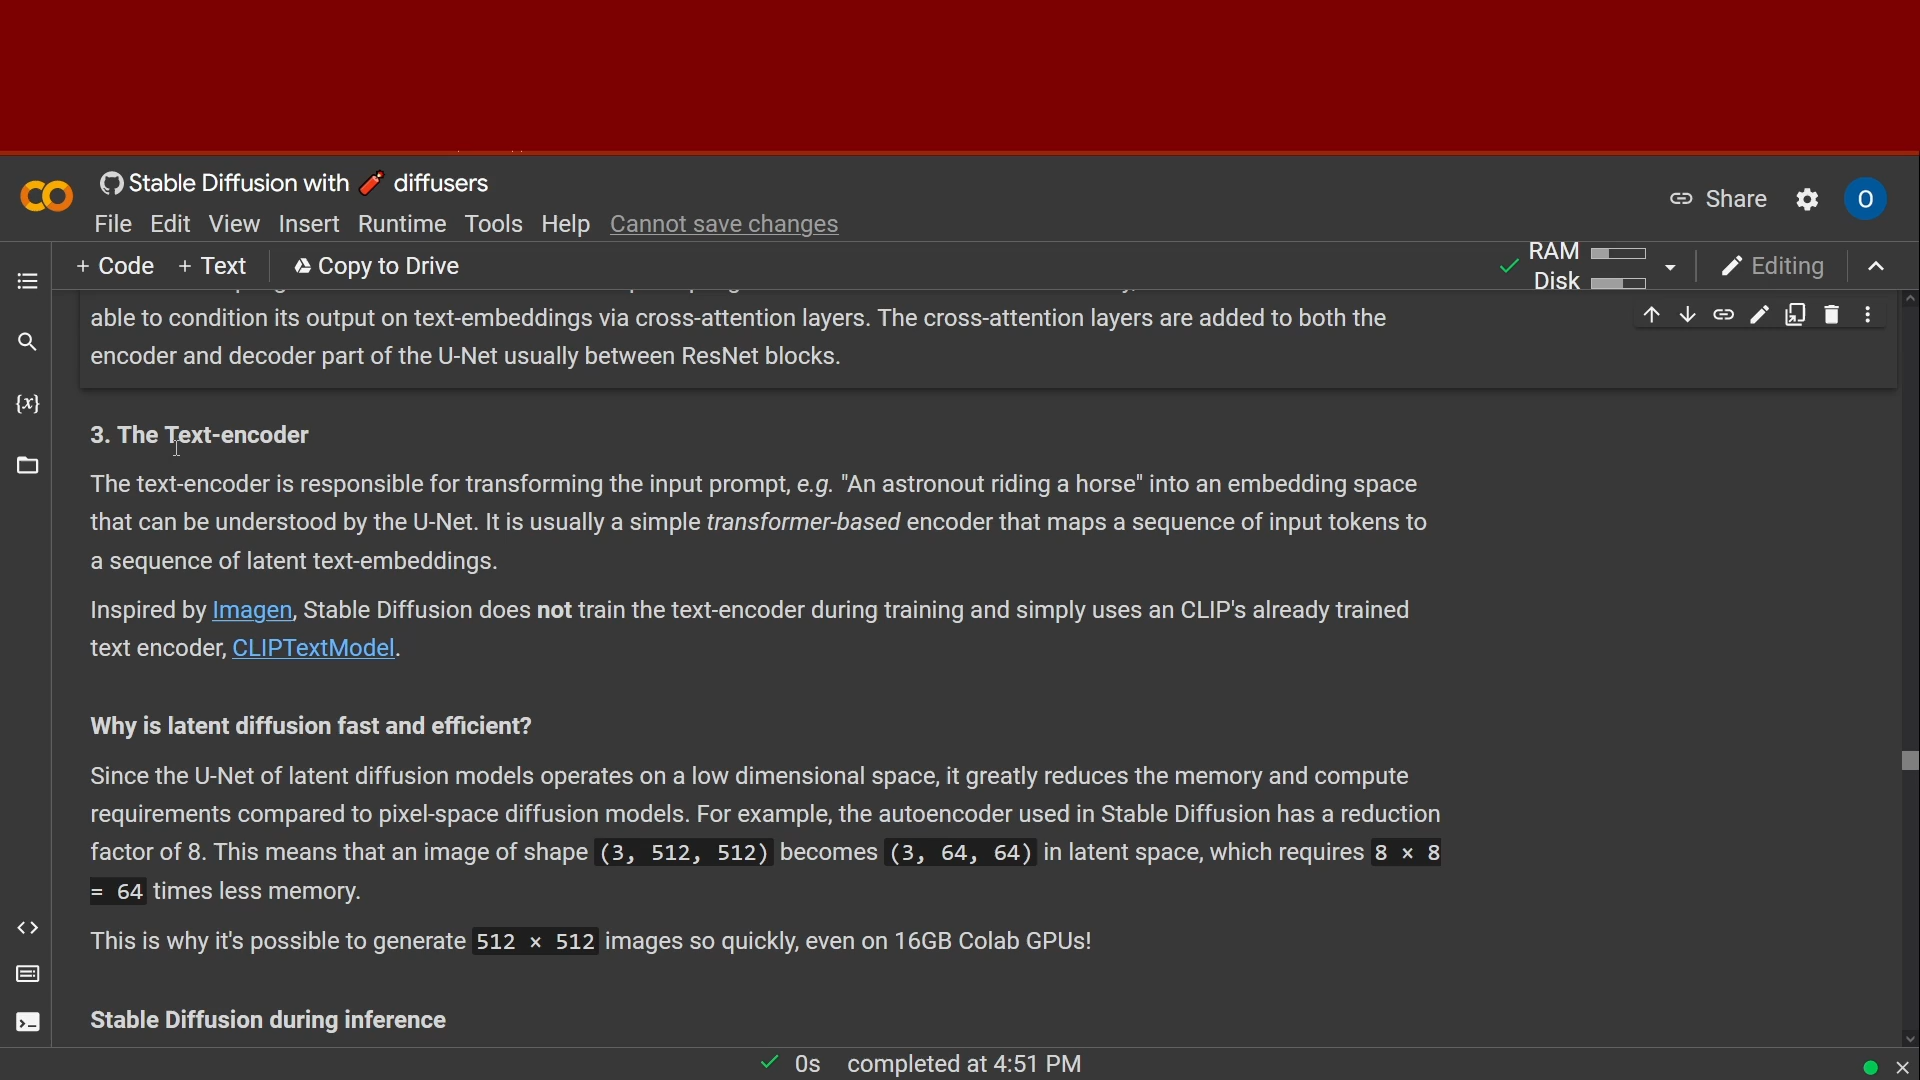 Stable Diffusion with 🧨 diffusers
Share
O
File Edit View Insert Runtime Tools Help Cannot save changes
+ Code + Text Copy to Drive
RAM
Disk
Editing
able to condition its output on text-embeddings via cross-attention layers. The cross-attention layers are added to both the
encoder and decoder part of the U-Net usually between ResNet blocks.
{x}
3. The Text-encoder
The text-encoder is responsible for transforming the input prompt, e.g. "An astronout riding a horse" into an embedding space
that can be understood by the U-Net. It is usually a simple transformer-based encoder that maps a sequence of input tokens to
a sequence of latent text-embeddings.
Inspired by Imagen, Stable Diffusion does not train the text-encoder during training and simply uses an CLIP's already trained
text encoder, CLIPTextModel.
Why is latent diffusion fast and efficient?
Since the U-Net of latent diffusion models operates on a low dimensional space, it greatly reduces the memory and compute
requirements compared to pixel-space diffusion models. For example, the autoencoder used in Stable Diffusion has a reduction
factor of 8. This means that an image of shape (3, 512, 512) becomes (3, 64, 64) in latent space, which requires 8 × 8
= 64 times less memory.
This is why it's possible to generate 512 × 512 images so quickly, even on 16GB Colab GPUs!
Stable Diffusion during inference
0s completed at 4:51 PM